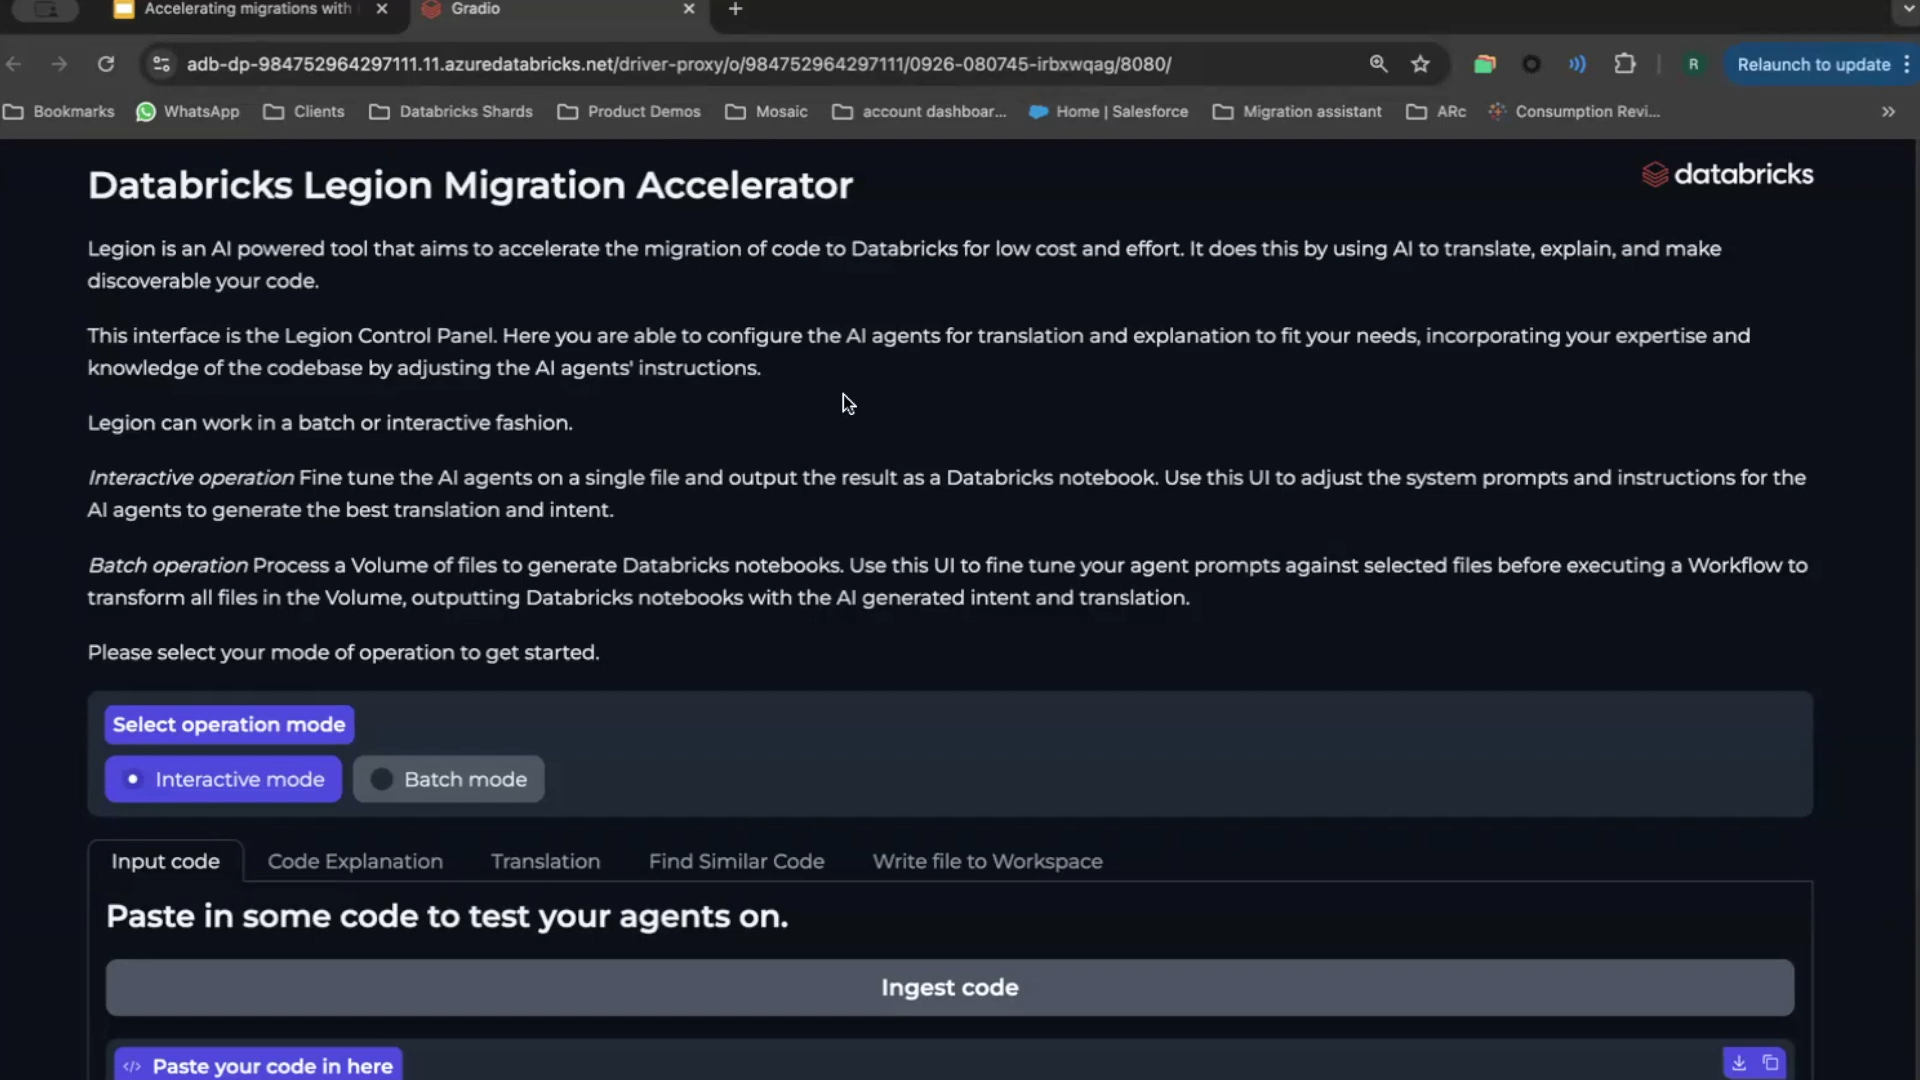 Accelerating migrations with
Gradio
adb-dp-984752964297111.11.azuredatabricks.net/driver-proxy/o/984752964297111/0926-080745-irbxwqag/8080/
R
Relaunch to update
Bookmarks
WhatsApp
Clients
Databricks Shards
Product Demos
Mosaic
account dashboar...
Home | Salesforce
Migration assistant
ARc
Consumption Revi...
Databricks Legion Migration Accelerator
databricks
Legion is an AI powered tool that aims to accelerate the migration of code to Databricks for low cost and effort. It does this by using AI to translate, explain, and make
discoverable your code.
This interface is the Legion Control Panel. Here you are able to configure the AI agents for translation and explanation to fit your needs, incorporating your expertise and
knowledge of the codebase by adjusting the AI agents' instructions.
Legion can work in a batch or interactive fashion.
Interactive operation Fine tune the AI agents on a single file and output the result as a Databricks notebook. Use this UI to adjust the system prompts and instructions for the
AI agents to generate the best translation and intent.
Batch operation Process a Volume of files to generate Databricks notebooks. Use this UI to fine tune your agent prompts against selected files before executing a Workflow to
transform all files in the Volume, outputting Databricks notebooks with the AI generated intent and translation.
Please select your mode of operation to get started.
Select operation mode
Interactive mode
Batch mode
Input code
Code Explanation
Translation
Find Similar Code
Write file to Workspace
Paste in some code to test your agents on.
Ingest code
Paste your code in here